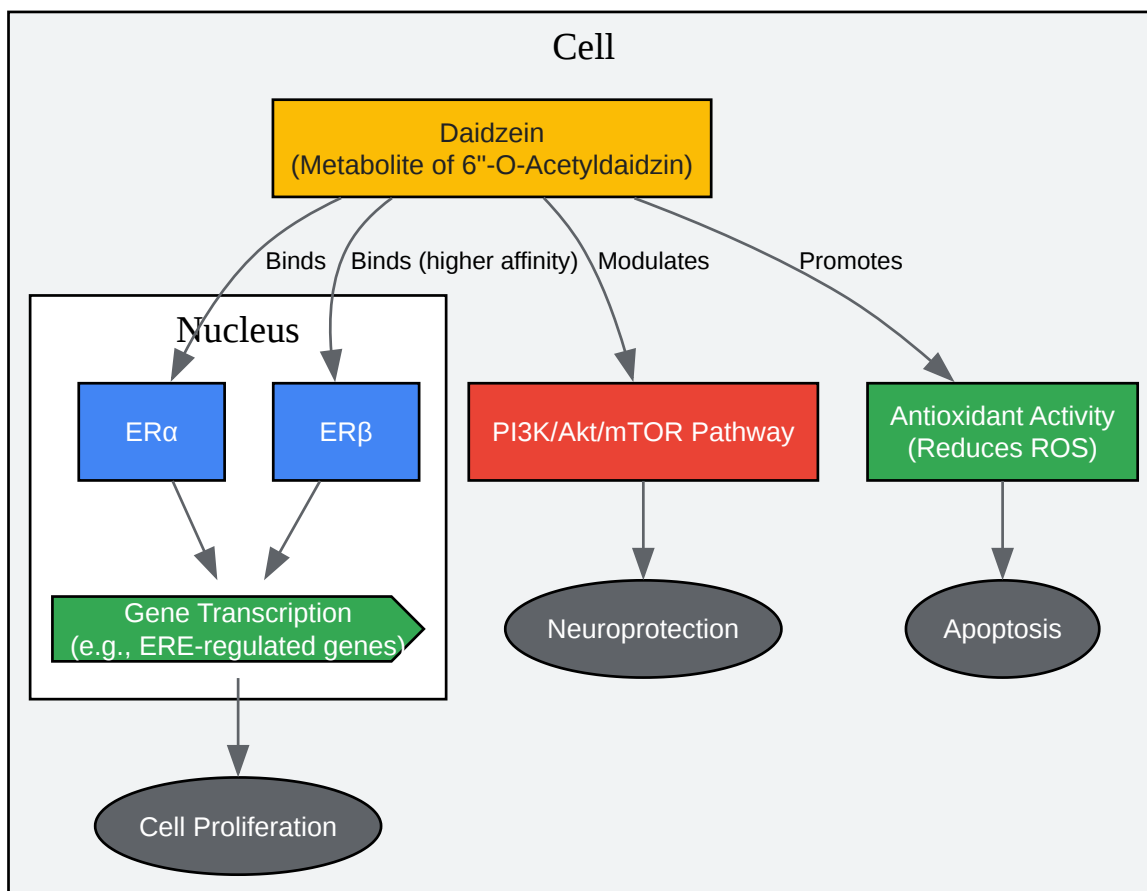 Cell
Daidzein
(Metabolite of 6"-O-Acetyldaidzin)
Binds
Binds (higher affinity)
Modulates
Promotes
Nucleus
ERα
ERβ
PI3K/Akt/mTOR Pathway
Antioxidant Activity
(Reduces ROS)
Gene Transcription
(e.g., ERE-regulated genes)
Neuroprotection
Apoptosis
Cell Proliferation